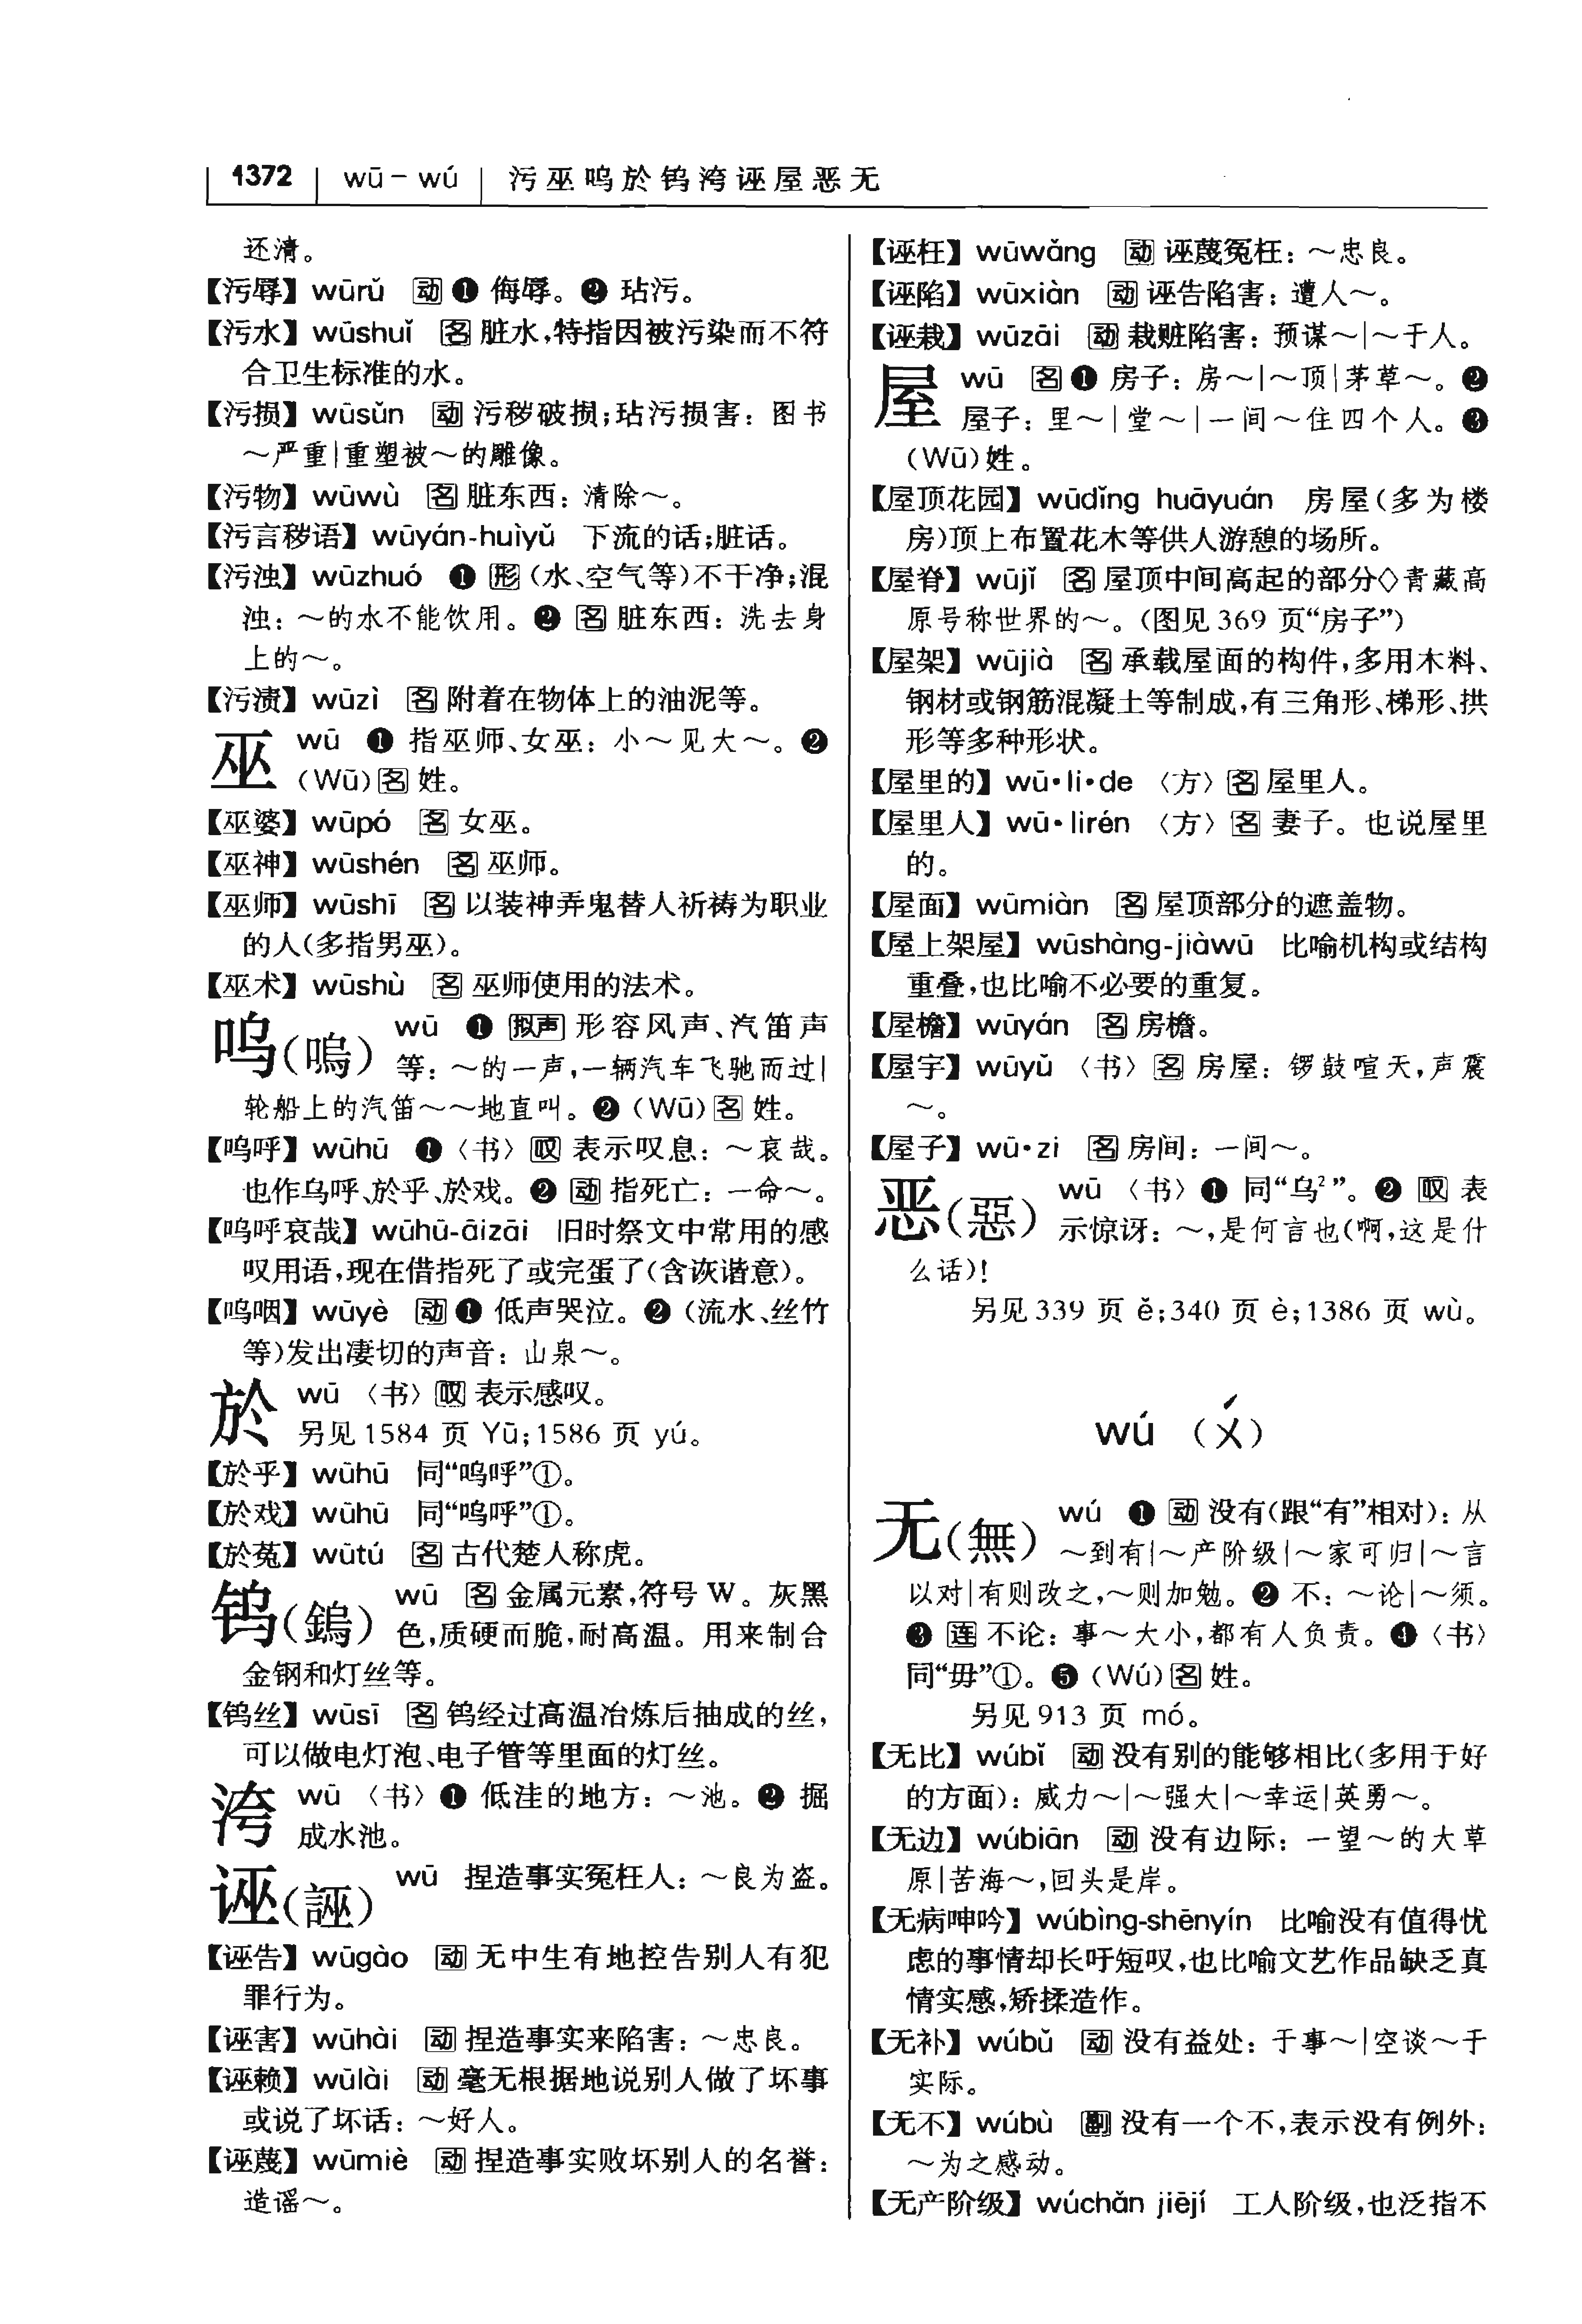 1372 wū－wú 污巫呜於钨洿诬屋恶无
还清。
【污辱】wūrǔ 动❶ 侮辱。❷ 玷污。
【污水】wūshuǐ 名 脏水,特指因被污染而不符
合卫生标准的水。
【污损】wūsǔn 动 污秽破损;玷污损害：图书
～严重|重塑被～的雕像。
【污物】wūwù 名 脏东西：清除～。
【污言秽语】wūyán-huìyǔ 下流的话;脏话。
【污浊】wūzhuó ❶ 形（水、空气等）不干净;混
浊：～的水不能饮用。❷ 名 脏东西：洗去身
上的～。
【污渍】wūzì 名 附着在物体上的油泥等。
巫 wū ❶ 指巫师、女巫：小～见大～。❷
（Wū）名 姓。
【巫婆】wūpó 名 女巫。
【巫神】wūshén 名 巫师。
【巫师】wūshī 名 以装神弄鬼替人祈祷为职业
的人（多指男巫）。
【巫术】wūshù 名 巫师使用的法术。
呜（嗚） wū ❶ 拟声 形容风声、汽笛声
等：～的一声,一辆汽车飞驰而过|
轮船上的汽笛～～地直叫。❷（Wū）名 姓。
【呜呼】wūhū ❶〈书〉叹 表示叹息：～哀哉。
也作乌呼、於乎、於戏。❷ 动 指死亡：一命～。
【呜呼哀哉】wūhū-āizāi 旧时祭文中常用的感
叹用语,现在借指死了或完蛋了（含诙谐意）。
【呜咽】wūyè 动❶ 低声哭泣。❷（流水、丝竹
等）发出凄切的声音：山泉～。
於 wū〈书〉叹 表示感叹。
另见1584 页 Yū;1586 页 yú。
【於乎】wūhū 同“呜呼”①。
【於戏】wūhū 同“呜呼”①。
【於菟】wūtú 名 古代楚人称虎。
钨（鎢） wū 名 金属元素,符号 W。灰黑
色,质硬而脆,耐高温。用来制合
金钢和灯丝等。
【钨丝】wūsī 名 钨经过高温冶炼后抽成的丝，
可以做电灯泡、电子管等里面的灯丝。
洿 wū〈书〉❶ 低洼的地方：～池。❷ 掘
成水池。
诬（誣） wū 捏造事实冤枉人：～良为盗。
【诬告】wūgào 动 无中生有地控告别人有犯
罪行为。
【诬害】wūhài 动 捏造事实来陷害：～忠良。
【诬赖】wūlài 动 毫无根据地说别人做了坏事
或说了坏话：～好人。
【诬蔑】wūmiè 动 捏造事实败坏别人的名誉：
造谣～。
【诬枉】wūwǎng 动 诬蔑冤枉：～忠良。
【诬陷】wūxiàn 动 诬告陷害：遭人～。
【诬栽】wūzāi 动 栽赃陷害：预谋～|～于人。
屋 wū 名❶ 房子：房～|～顶|茅草～。❷
屋子：里～|堂～|一间～住四个人。❸
（Wū）姓。
【屋顶花园】wūdǐng huāyuán 房屋（多为楼
房）顶上布置花木等供人游憩的场所。
【屋脊】wūjǐ 名 屋顶中间高起的部分◇青藏高
原号称世界的～。（图见369 页“房子”）
【屋架】wūjià 名 承载屋面的构件,多用木料、
钢材或钢筋混凝土等制成,有三角形、梯形、拱
形等多种形状。
【屋里的】wū·li·de〈方〉名 屋里人。
【屋里人】wū·lirén〈方〉名 妻子。也说屋里
的。
【屋面】wūmiàn 名 屋顶部分的遮盖物。
【屋上架屋】wūshàng-jiàwū 比喻机构或结构
重叠,也比喻不必要的重复。
【屋檐】wūyán 名 房檐。
【屋宇】wūyǔ〈书〉名 房屋：锣鼓喧天,声震
～。
【屋子】wū·zi 名 房间：一间～。
恶（惡） wū〈书〉❶ 同“乌²”。❷ 叹 表
示惊讶：～,是何言也（啊,这是什
么话）!
另见339 页 ě;340 页 è;1386 页 wù。
wú （ㄨˊ）
无（無） wú ❶ 动 没有（跟“有”相对）：从
～到有|～产阶级|～家可归|～言
以对|有则改之,～则加勉。❷ 不：～论|～须。
❸ 连 不论：事～大小,都有人负责。❹〈书〉
同“毋”①。❺（Wú）名 姓。
另见913 页 mó。
【无比】wúbǐ 动 没有别的能够相比（多用于好
的方面）：威力～|～强大|～幸运|英勇～。
【无边】wúbiān 动 没有边际：一望～的大草
原|苦海～,回头是岸。
【无病呻吟】wúbìng-shēnyín 比喻没有值得忧
虑的事情却长吁短叹,也比喻文艺作品缺乏真
情实感,矫揉造作。
【无补】wúbǔ 动 没有益处：于事～|空谈～于
实际。
【无不】wúbù 副 没有一个不,表示没有例外：
～为之感动。
【无产阶级】wúchǎn jiējí 工人阶级,也泛指不